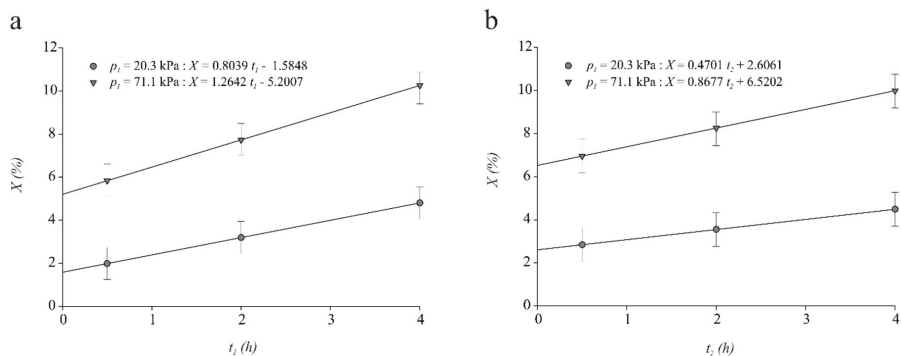 a
p₁ = 20.3 kPa : X = 0.8039 t₁ - 1.5848
p₁ = 71.1 kPa : X = 1.2642 t₁ - 5.2007
12
10
8
6
4
2
0
X (%)
0 1 2 3 4
t₁ (h)
b
p₁ = 20.3 kPa : X = 0.4701 t₂ + 2.6061
p₁ = 71.1 kPa : X = 0.8677 t₂ + 6.5202
12
10
8
6
4
2
0
X (%)
0 1 2 3 4
t₂ (h)